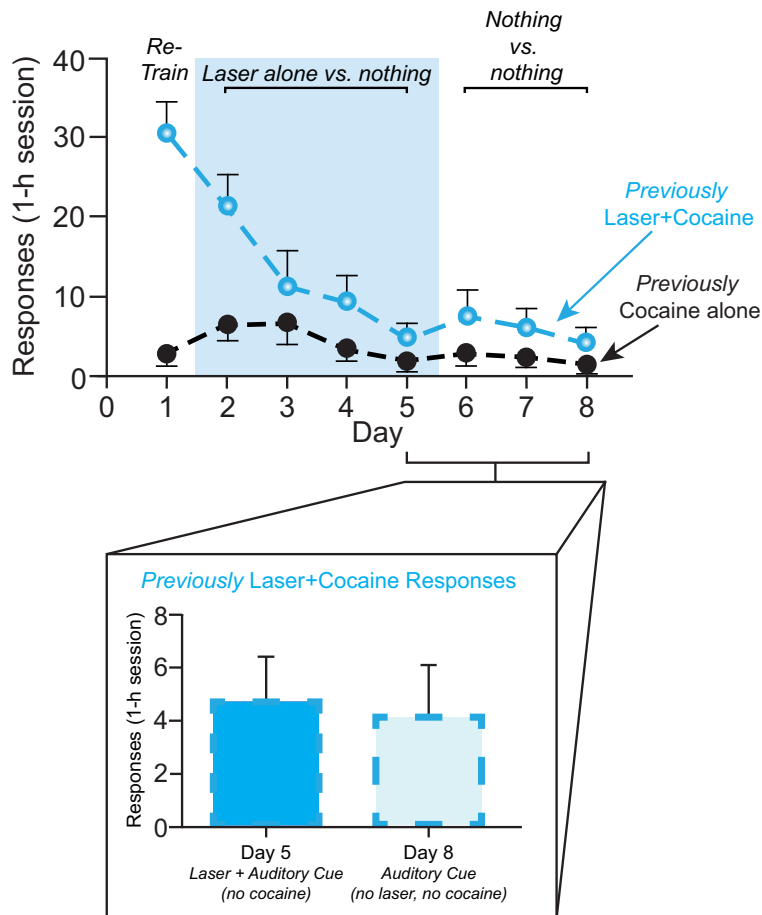 Nothing
vs.
nothing
Re-
Train
Laser alone vs. nothing
Responses (1-h session)
40
30
20
10
0
Previously
Laser+Cocaine
Previously
Cocaine alone
0 1 2 3 4 5 6 7 8
Day
Previously Laser+Cocaine Responses
Responses (1-h session)
8
6
4
2
0
Day 5
Laser + Auditory Cue
(no cocaine)
Day 8
Auditory Cue
(no laser, no cocaine)